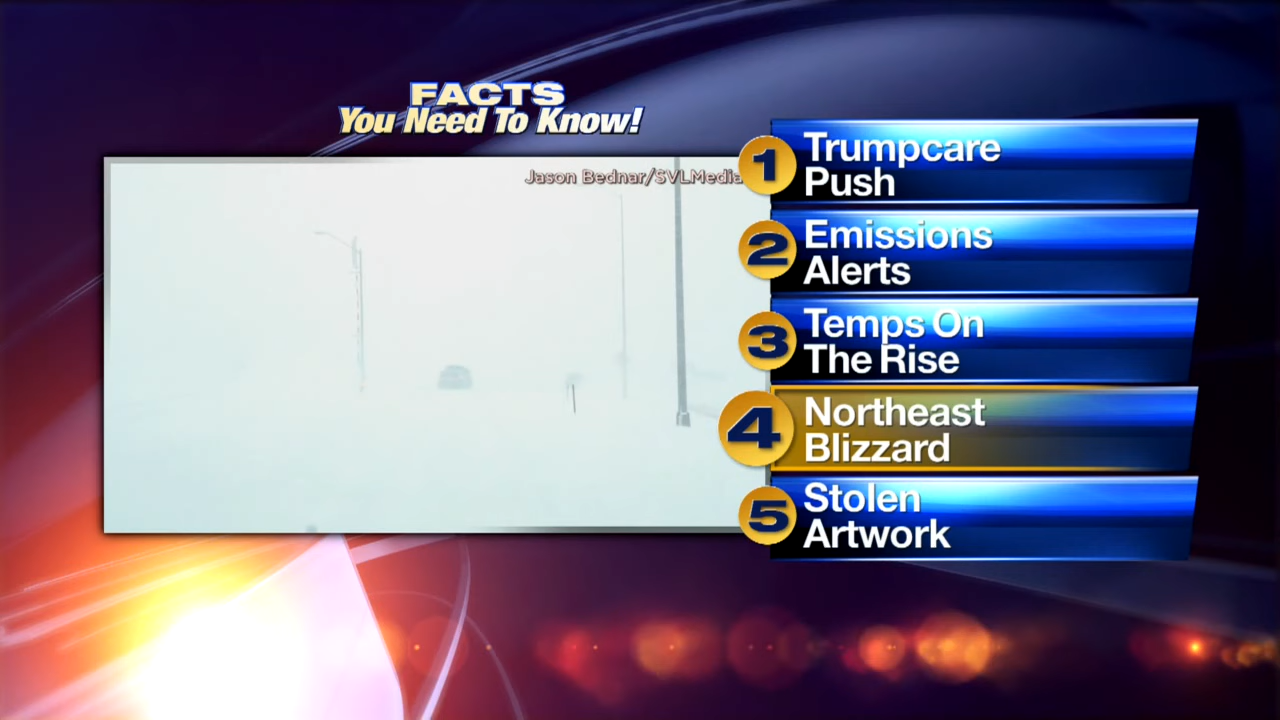 FACTS
You Need To Know!
Jason Bednar/SVLMedia
1 Trumpcare
Push
2 Emissions
Alerts
3 Temps On
The Rise
4 Northeast
Blizzard
5 Stolen
Artwork